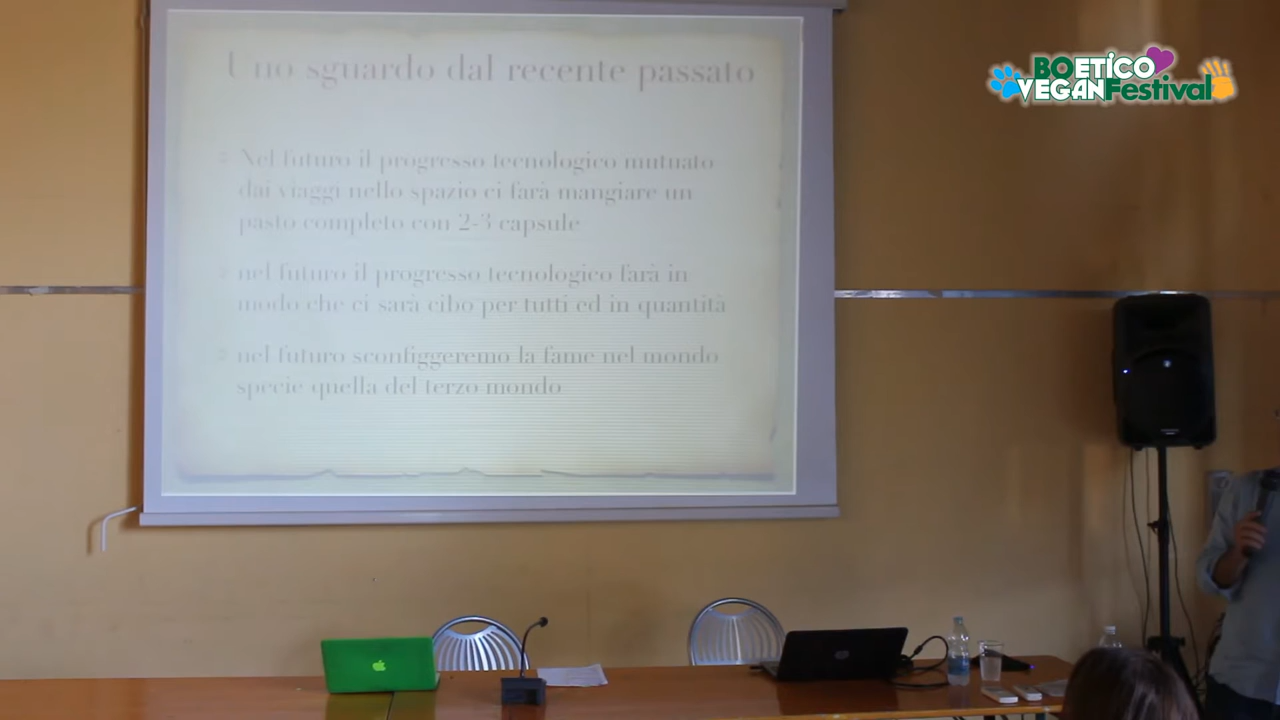 Uno sguardo dal recente passato
Nel futuro il progresso tecnologico mutuato
dai viaggi nello spazio ci farà mangiare un
pasto completo con 2-3 capsule
nel futuro il progresso tecnologico farà in
modo che ci sarà cibo per tutti ed in quantità
nel futuro sconfiggeremo la fame nel mondo
specie quella del terzo mondo
BOETICO
VEGANFestival